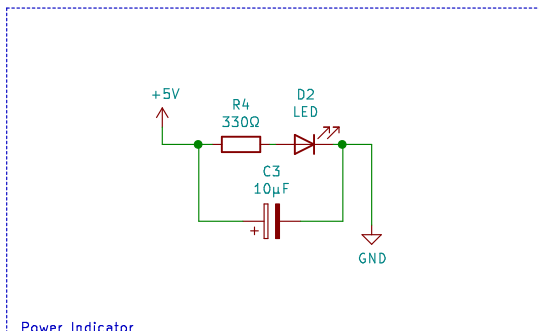 +5V
R4
330Ω
D2
LED
C3
10µF
+
GND
Power Indicator